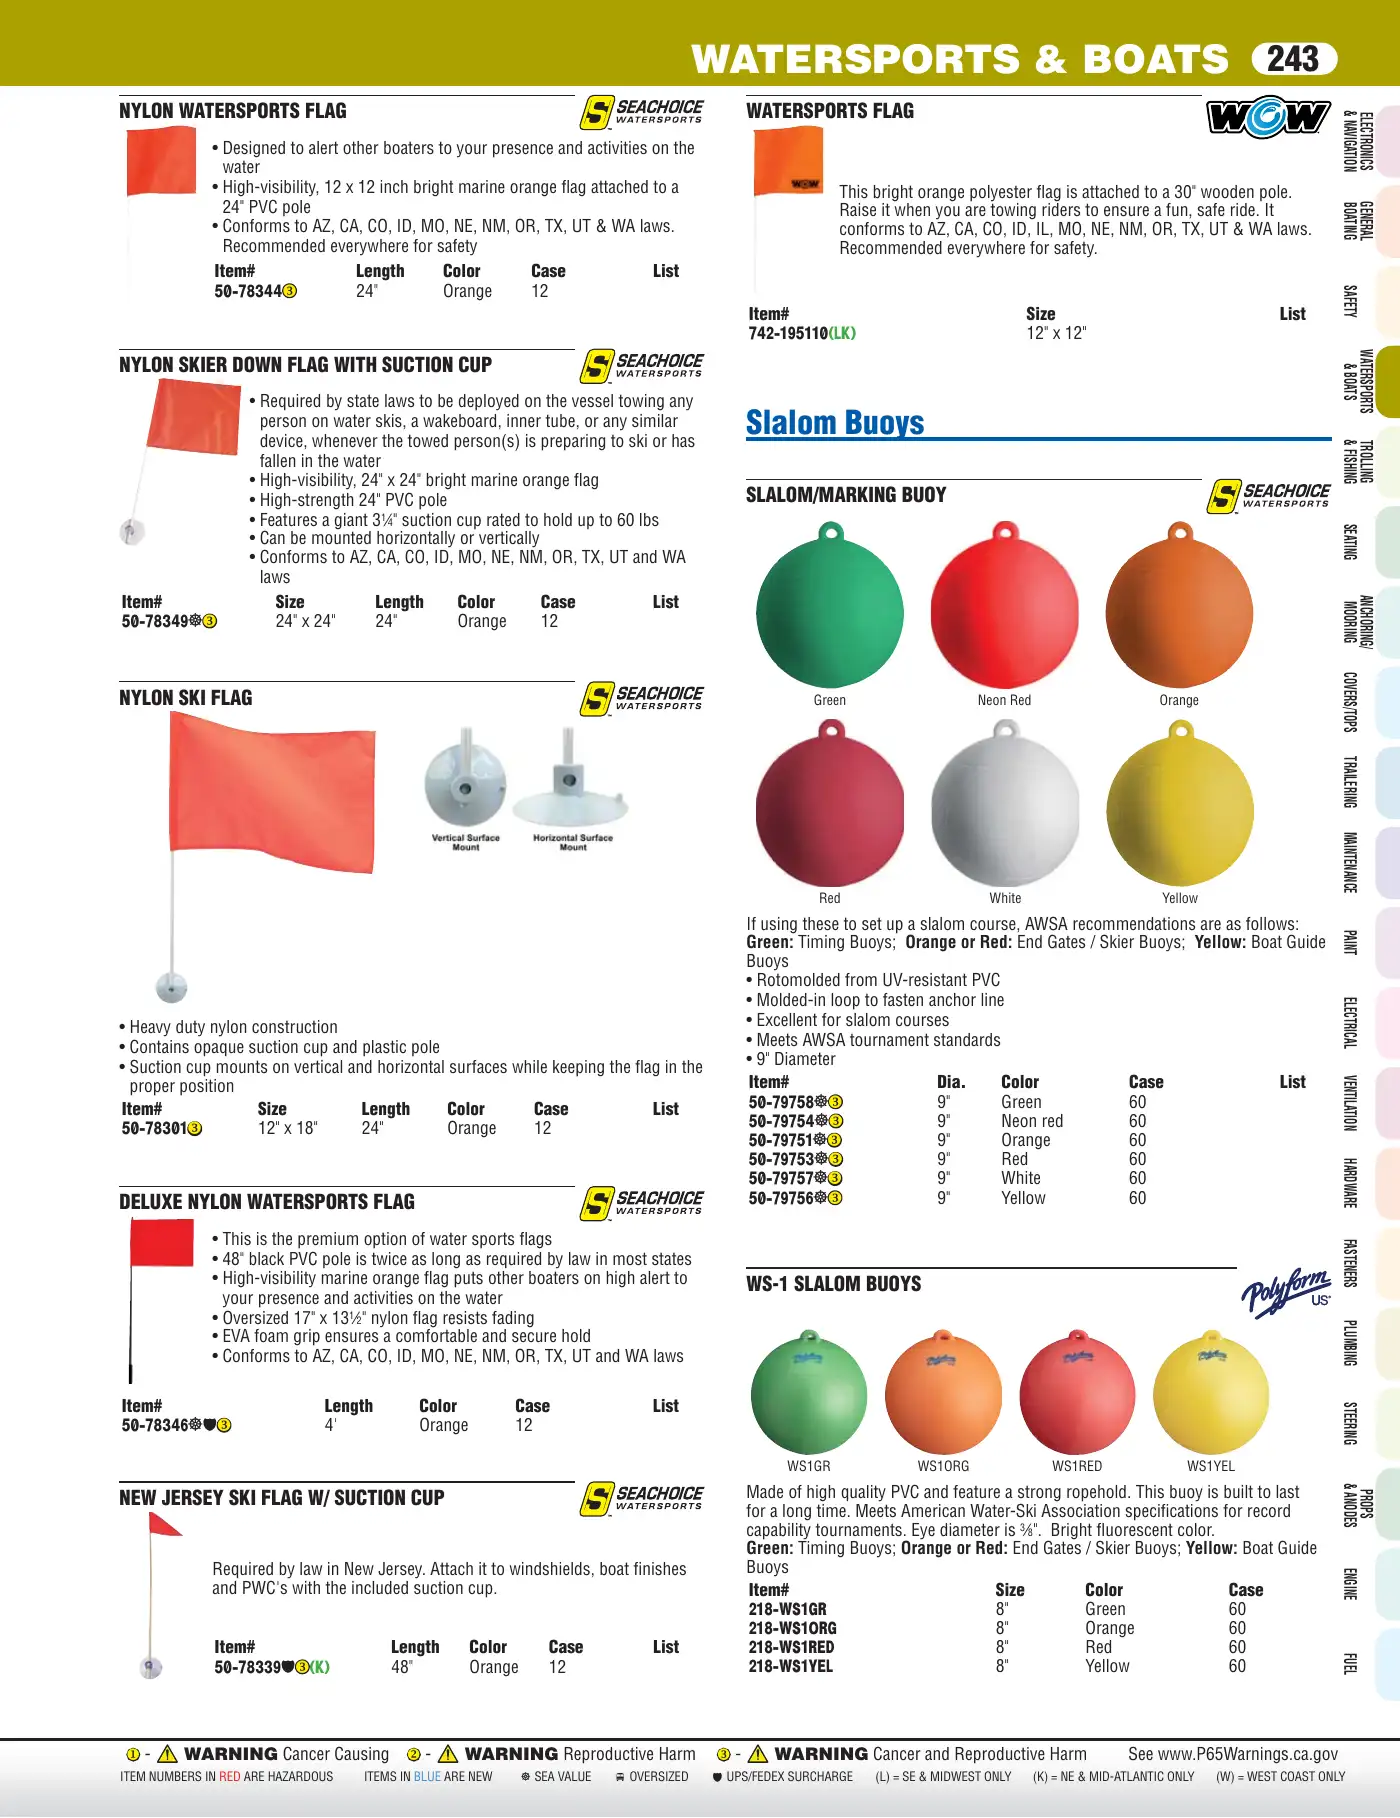 WATERSPORTS & BOATS 243
NYLON WATERSPORTS FLAG
SEACHOICE
WATERSPORTS
• Designed to alert other boaters to your presence and activities on the
water
• High-visibility, 12 x 12 inch bright marine orange flag attached to a
24" PVC pole
• Conforms to AZ, CA, CO, ID, MO, NE, NM, OR, TX, UT & WA laws.
Recommended everywhere for safety
Item# Length Color Case List
50-78344 3 24" Orange 12
NYLON SKIER DOWN FLAG WITH SUCTION CUP
SEACHOICE
WATERSPORTS
• Required by state laws to be deployed on the vessel towing any
person on water skis, a wakeboard, inner tube, or any similar
device, whenever the towed person(s) is preparing to ski or has
fallen in the water
• High-visibility, 24" x 24" bright marine orange flag
• High-strength 24" PVC pole
• Features a giant 3¼" suction cup rated to hold up to 60 lbs
• Can be mounted horizontally or vertically
• Conforms to AZ, CA, CO, ID, MO, NE, NM, OR, TX, UT and WA
laws
Item# Size Length Color Case List
50-78349 3 24" x 24" 24" Orange 12
NYLON SKI FLAG
SEACHOICE
WATERSPORTS
Vertical Surface
Mount
Horizontal Surface
Mount
• Heavy duty nylon construction
• Contains opaque suction cup and plastic pole
• Suction cup mounts on vertical and horizontal surfaces while keeping the flag in the
proper position
Item# Size Length Color Case List
50-78301 3 12" x 18" 24" Orange 12
DELUXE NYLON WATERSPORTS FLAG
SEACHOICE
WATERSPORTS
• This is the premium option of water sports flags
• 48" black PVC pole is twice as long as required by law in most states
• High-visibility marine orange flag puts other boaters on high alert to
your presence and activities on the water
• Oversized 17" x 13½" nylon flag resists fading
• EVA foam grip ensures a comfortable and secure hold
• Conforms to AZ, CA, CO, ID, MO, NE, NM, OR, TX, UT and WA laws
Item# Length Color Case List
50-78346 3 4' Orange 12
NEW JERSEY SKI FLAG W/ SUCTION CUP
SEACHOICE
WATERSPORTS
Required by law in New Jersey. Attach it to windshields, boat finishes
and PWC's with the included suction cup.
Item# Length Color Case List
50-78339 3 (K) 48" Orange 12
WATERSPORTS FLAG
WOW
WOW
This bright orange polyester flag is attached to a 30" wooden pole.
Raise it when you are towing riders to ensure a fun, safe ride. It
conforms to AZ, CA, CO, ID, IL, MO, NE, NM, OR, TX, UT & WA laws.
Recommended everywhere for safety.
Item# Size List
742-195110(LK) 12" x 12"
Slalom Buoys
SLALOM/MARKING BUOY
SEACHOICE
WATERSPORTS
Green Neon Red Orange
Red White Yellow
If using these to set up a slalom course, AWSA recommendations are as follows:
Green: Timing Buoys; Orange or Red: End Gates / Skier Buoys; Yellow: Boat Guide
Buoys
• Rotomolded from UV-resistant PVC
• Molded-in loop to fasten anchor line
• Excellent for slalom courses
• Meets AWSA tournament standards
• 9" Diameter
Item# Dia. Color Case List
50-79758 3 9" Green 60
50-79754 3 9" Neon red 60
50-79751 3 9" Orange 60
50-79753 3 9" Red 60
50-79757 3 9" White 60
50-79756 3 9" Yellow 60
WS-1 SLALOM BUOYS
Polyform
US
Polyform Polyform Polyform Polyform
WS1GR WS1ORG WS1RED WS1YEL
Made of high quality PVC and feature a strong ropehold. This buoy is built to last
for a long time. Meets American Water-Ski Association specifications for record
capability tournaments. Eye diameter is ⅜". Bright fluorescent color.
Green: Timing Buoys; Orange or Red: End Gates / Skier Buoys; Yellow: Boat Guide
Buoys
Item# Size Color Case
218-WS1GR 8" Green 60
218-WS1ORG 8" Orange 60
218-WS1RED 8" Red 60
218-WS1YEL 8" Yellow 60
ELECTRONICS
& NAVIGATION
GENERAL
BOATING
SAFETY
WATERSPORTS
& BOATS
TROLLING
& FISHING
SEATING
ANCHORING/
MOORING
COVERS/TOPS
TRAILERING
MAINTENANCE
PAINT
ELECTRICAL
VENTILATION
HARDWARE
FASTENERS
PLUMBING
STEERING
PROPS
& ANODES
ENGINE
FUEL
1 - WARNING Cancer Causing 2 - WARNING Reproductive Harm 3 - WARNING Cancer and Reproductive Harm See www.P65Warnings.ca.gov
ITEM NUMBERS IN RED ARE HAZARDOUS ITEMS IN BLUE ARE NEW SEA VALUE OVERSIZED UPS/FEDEX SURCHARGE (L) = SE & MIDWEST ONLY (K) = NE & MID-ATLANTIC ONLY (W) = WEST COAST ONLY